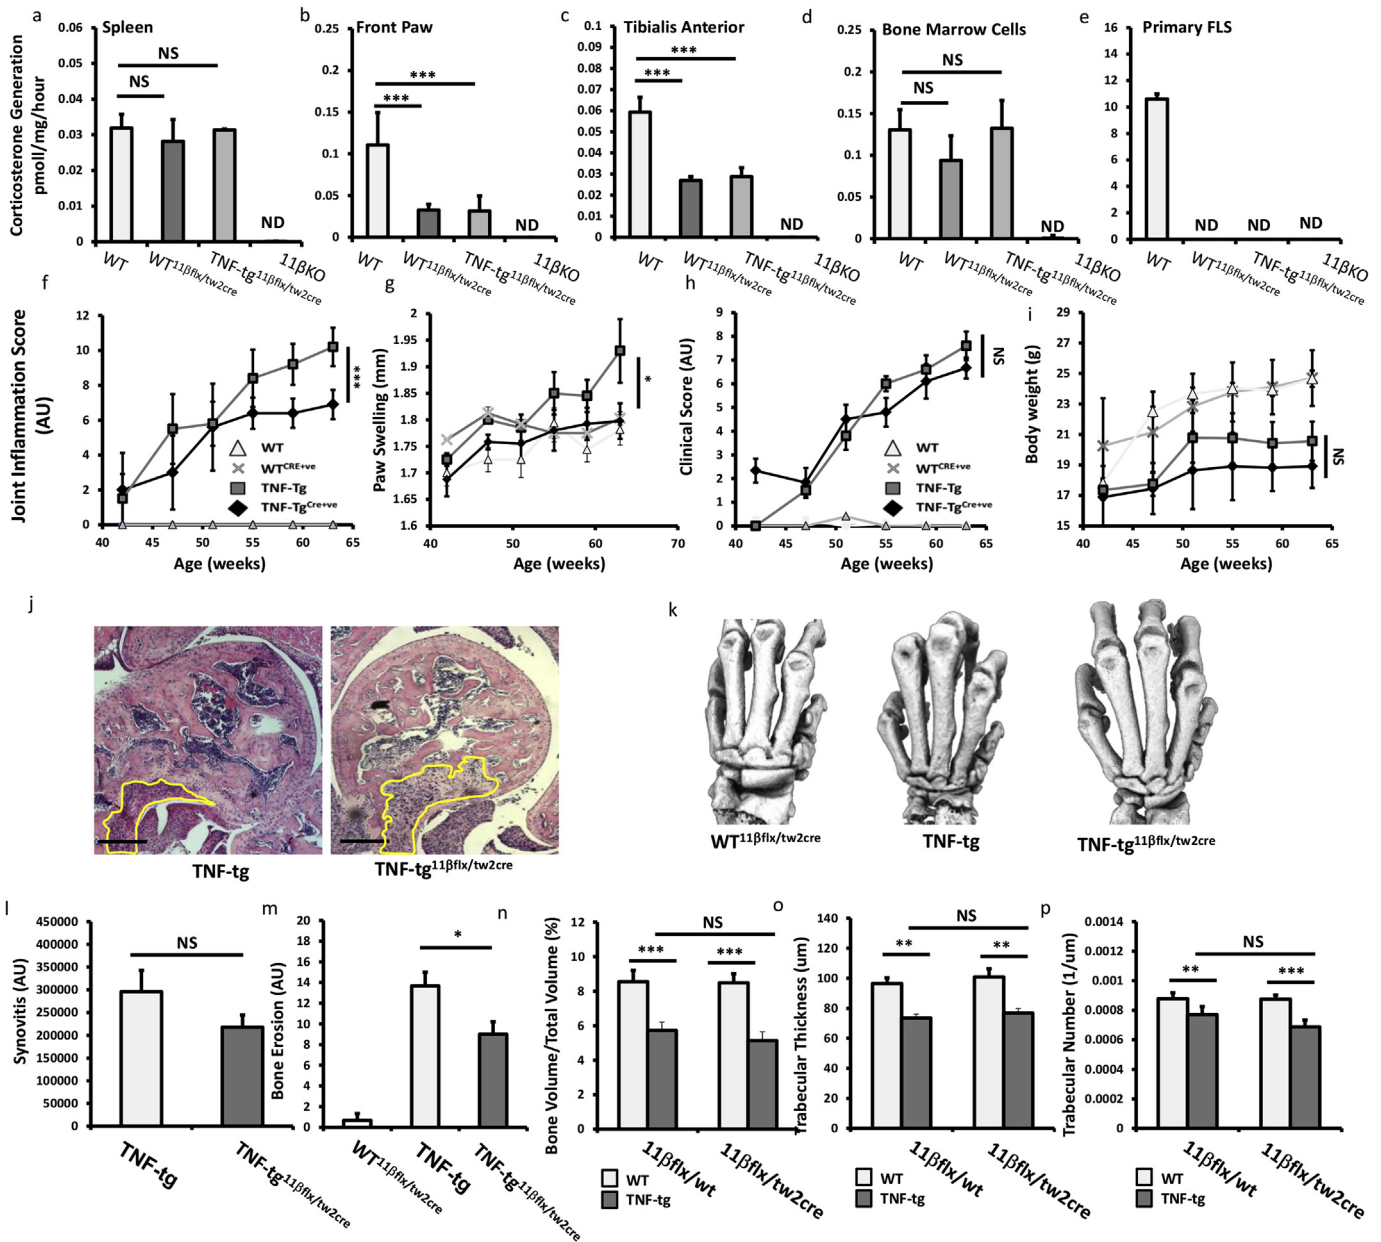 a Spleen
Corticosterone Generation
pmoll/mg/hour
0.06
0.05
0.04
0.03
0.02
0.01
0
NS
NS
ND
WT
WT11βflx/tw2cre
TNF-tg11βflx/tw2cre
11βKO
b Front Paw
0.25
0.2
0.15
0.1
0.05
0
***
***
ND
WT
WT11βflx/tw2cre
TNF-tg11βflx/tw2cre
11βKO
c Tibialis Anterior
0.1
0.09
0.08
0.07
0.06
0.05
0.04
0.03
0.02
0.01
0
***
***
ND
WT
WT11βflx/tw2cre
TNF-tg11βflx/tw2cre
11βKO
d Bone Marrow Cells
0.25
0.2
0.15
0.1
0.05
0
NS
NS
ND
WT
WT11βflx/tw2cre
TNF-tg11βflx/tw2cre
11βKO
e Primary FLS
16
14
12
10
8
6
4
2
0
ND ND ND
WT
WT11βflx/tw2cre
TNF-tg11βflx/tw2cre
11βKO
f
Joint Inflammation Score
(AU)
12
10
8
6
4
2
0
***
WT
WTCRE+ve
TNF-Tg
TNF-TgCre+ve
40 45 50 55 60 65
Age (weeks)
g
Paw Swelling (mm)
2
1.95
1.9
1.85
1.8
1.75
1.7
1.65
1.6
*
40 50 60 70
Age (weeks)
h
Clinical Score (AU)
9
8
7
6
5
4
3
2
1
0
NS
WT
WTCRE+ve
TNF-Tg
TNF-TgCre+ve
40 45 50 55 60 65
Age (weeks)
i
Body weight (g)
29
27
25
23
21
19
17
15
NS
40 45 50 55 60 65
Age (weeks)
j
TNF-tg
TNF-tg11βflx/tw2cre
k
WT11βflx/tw2cre
TNF-tg
TNF-tg11βflx/tw2cre
l
Synovitis (AU)
450000
400000
350000
300000
250000
200000
150000
100000
50000
0
NS
TNF-tg
TNF-tg11βflx/tw2cre
m
Bone Erosion (AU)
20
18
16
14
12
10
8
6
4
2
0
*
WT11βflx/tw2cre
TNF-tg
TNF-tg11βflx/tw2cre
n
Bone Volume/Total Volume (%)
12
10
8
6
4
2
0
NS
*** ***
11βflx/wt
11βflx/tw2cre
WT
TNF-tg
o
Trabecular Thickness (um)
140
120
100
80
60
40
20
0
NS
** **
11βflx/wt
11βflx/tw2cre
WT
TNF-tg
p
Trabecular Number (1/um)
0.0014
0.0012
0.001
0.0008
0.0006
0.0004
0.0002
0
NS
** ***
11βflx/wt
11βflx/tw2cre
WT
TNF-tg